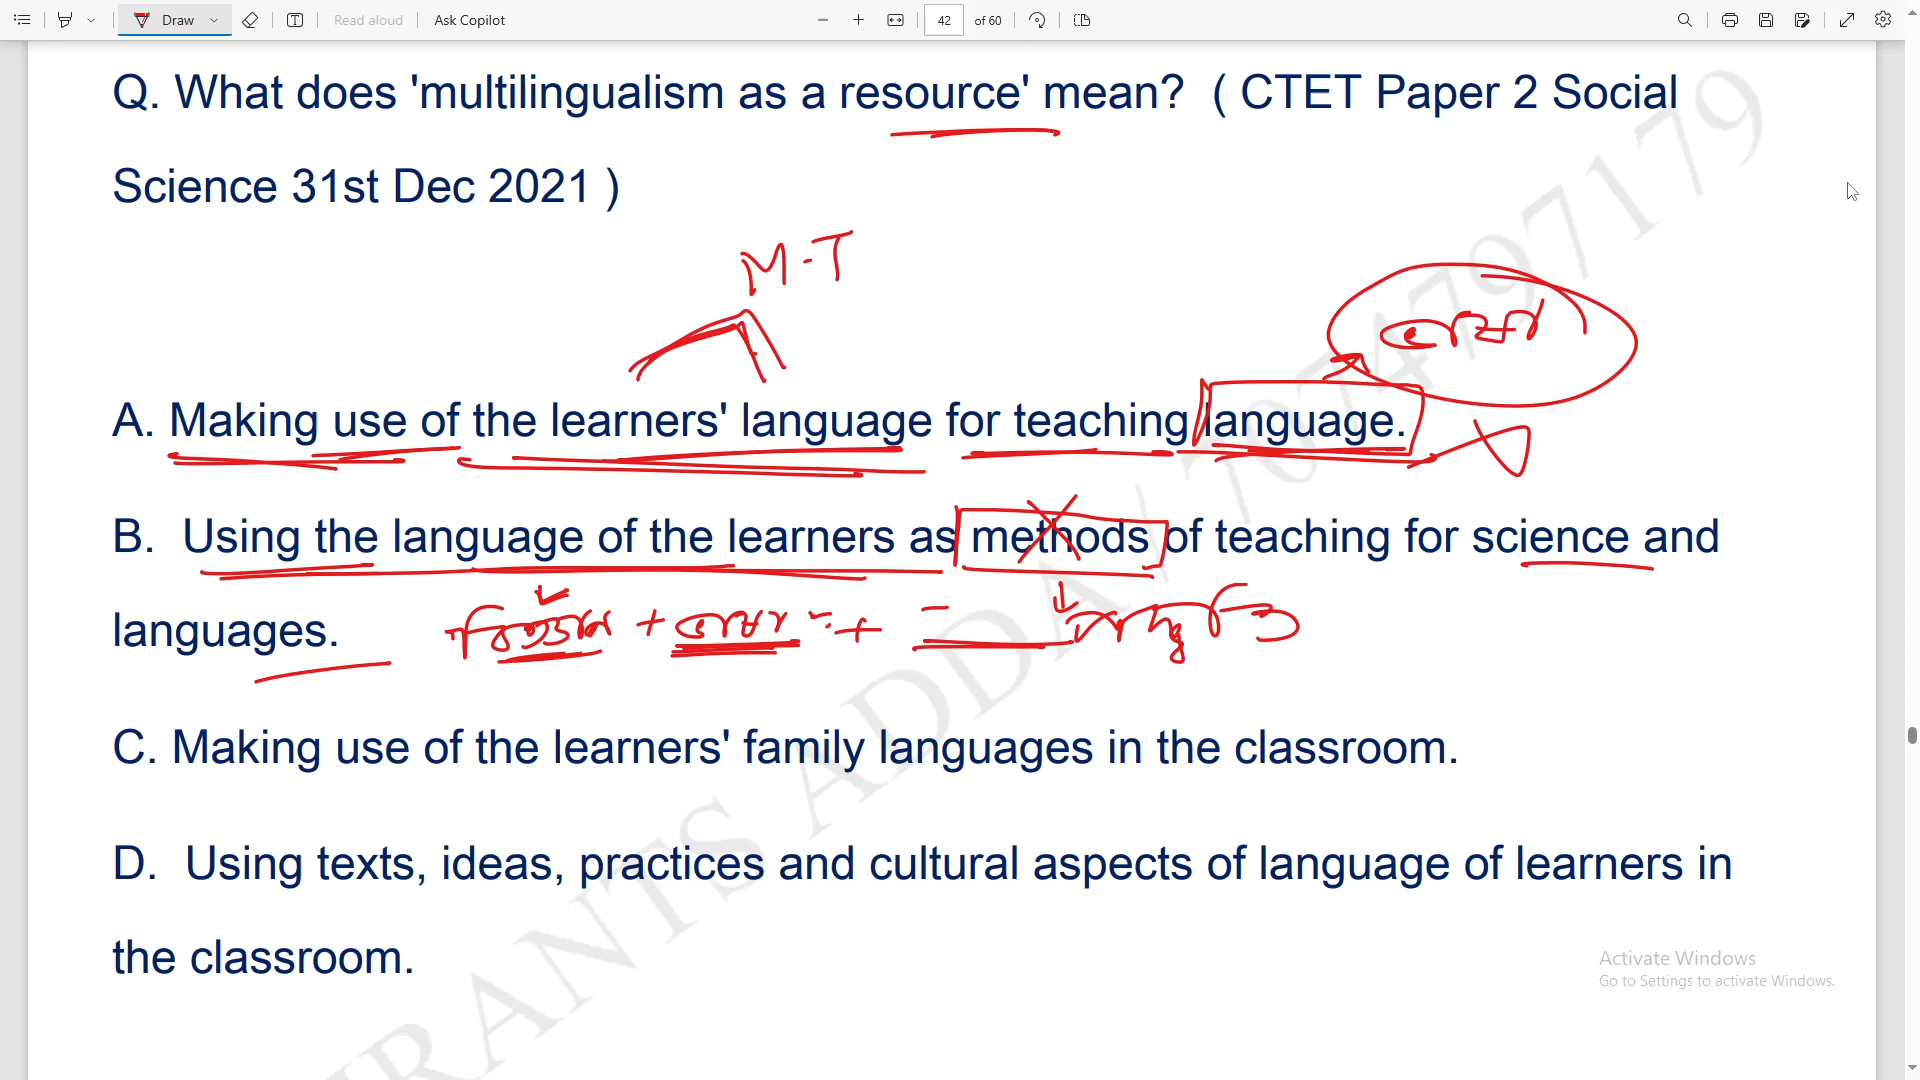 Draw
Read aloud
Ask Copilot
42 of 60
Q. What does 'multilingualism as a resource' mean? ( CTET Paper 2 Social
Science 31st Dec 2021 )
M.T
A. Making use of the learners' language for teaching language.
B. Using the language of the learners as methods of teaching for science and
languages.
C. Making use of the learners' family languages in the classroom.
D. Using texts, ideas, practices and cultural aspects of language of learners in
the classroom.
RANTS ADDA / 7074797179
Activate Windows
Go to Settings to activate Windows.